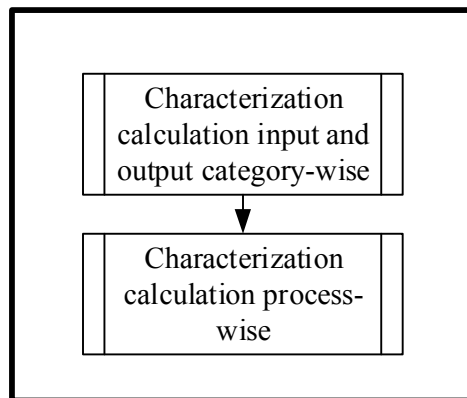 Characterization
calculation input and
output category-wise
Characterization
calculation process-
wise